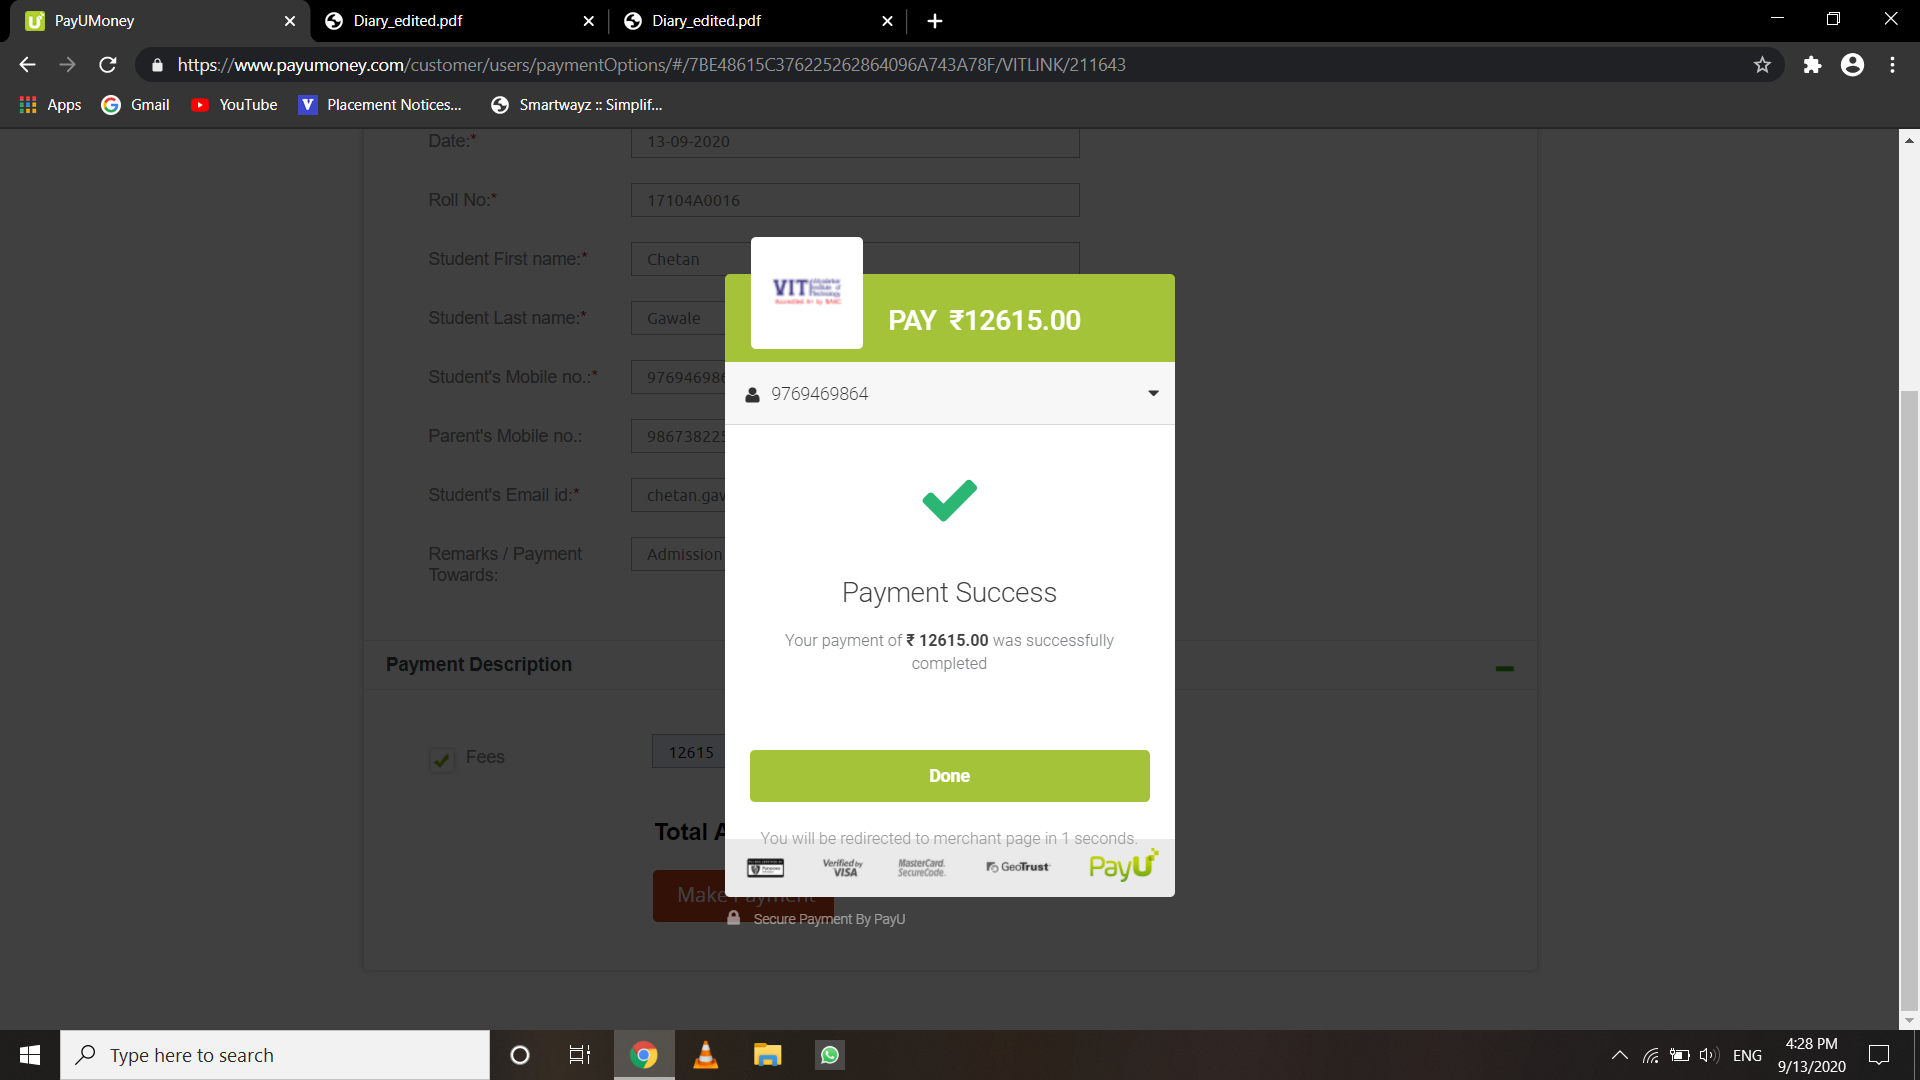 PayUMoney
Diary_edited.pdf
Diary_edited.pdf
https://www.payumoney.com/customer/users/paymentOptions/#/7BE48615C376225262864096A743A78F/VITLINK/211643
Apps
Gmail
YouTube
Placement Notices...
Smartwayz :: Simplif...
Date:*
13-09-2020
Roll No:*
17104A0016
Student First name:*
Chetan
Student Last name:*
Gawale
Student's Mobile no.:*
97694698
Parent's Mobile no.:
98673822
Student's Email id:*
chetan.gav
Remarks / Payment
Towards:
Admission
Payment Description
Fees
12615
Total A
Make Payment
VIT
PAY ₹12615.00
9769469864
Payment Success
Your payment of ₹ 12615.00 was successfully
completed
Done
You will be redirected to merchant page in 1 seconds.
Verified by
VISA
MasterCard.
SecureCode.
GeoTrust
PayU
Secure Payment By PayU
Type here to search
ENG
4:28 PM
9/13/2020